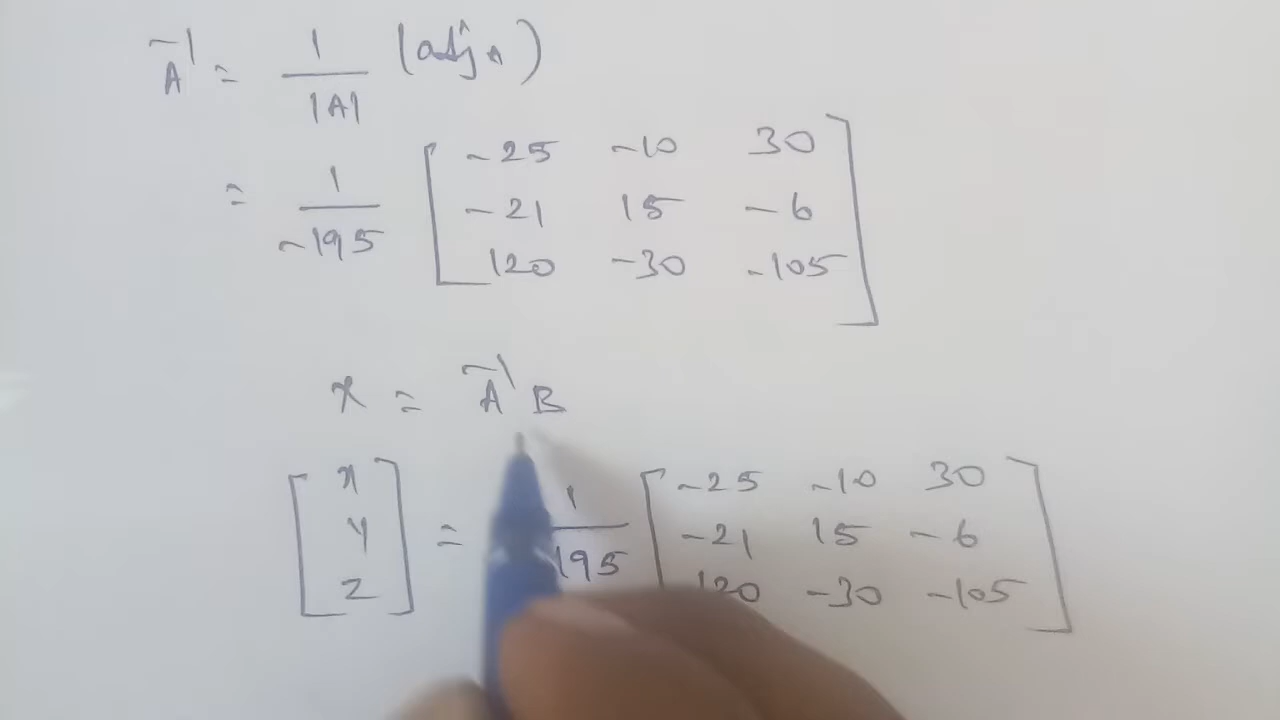 A⁻¹ = 1/|A| (adj A)
= 1/-195 [ -25 -10 30
-21 15 -6
120 -30 -105 ]
x = A⁻¹ B
[ x
y
z ] = 1/195 [ -25 -10 30
-21 15 -6
120 -30 -105 ]